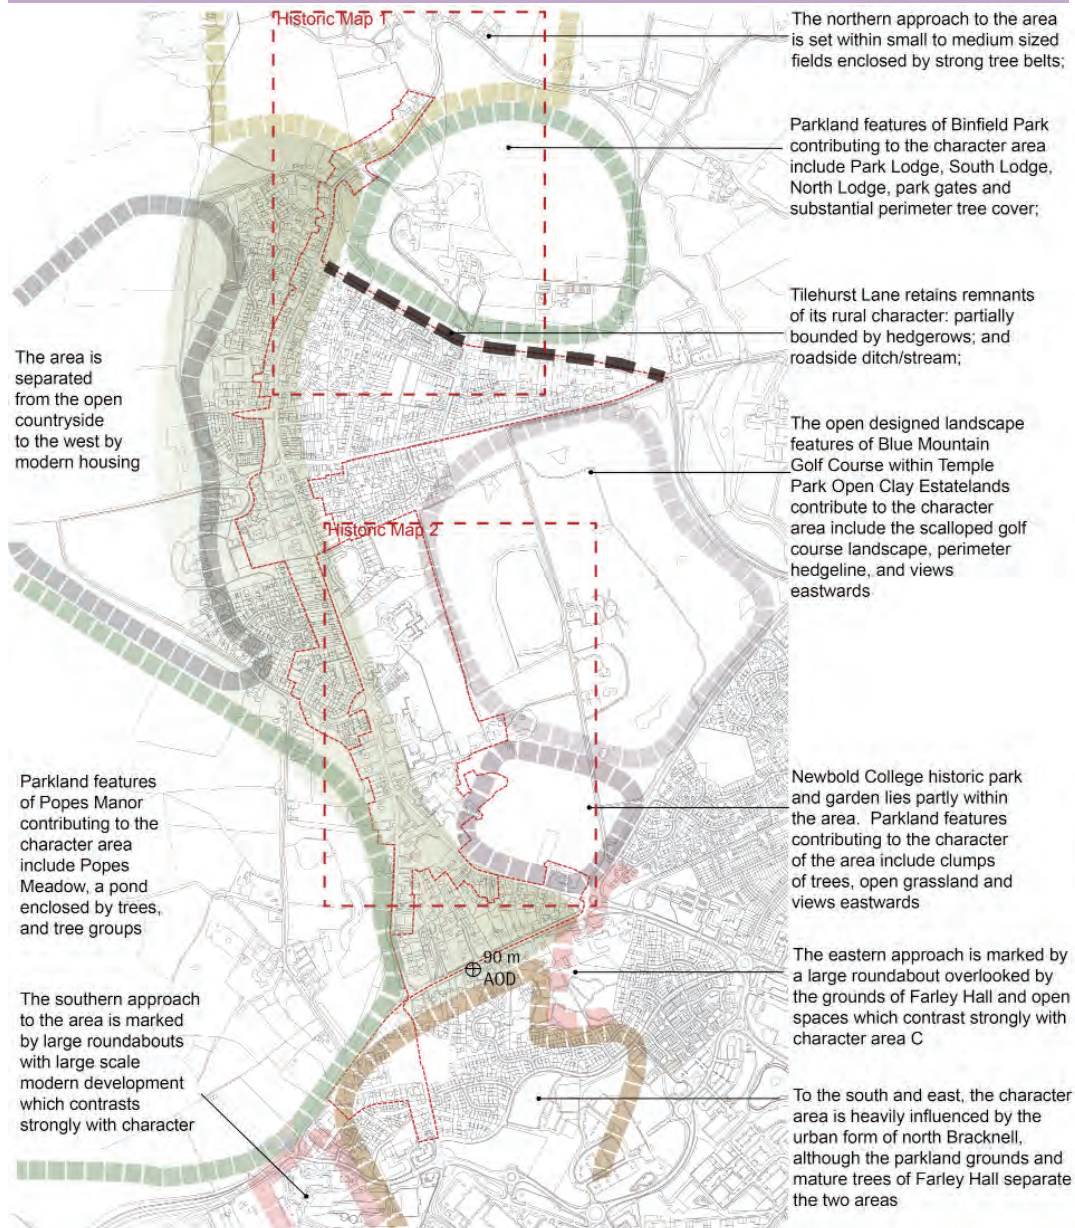 Historic Map 1
The northern approach to the area
is set within small to medium sized
fields enclosed by strong tree belts;
Parkland features of Binfield Park
contributing to the character area
include Park Lodge, South Lodge,
North Lodge, park gates and
substantial perimeter tree cover;
Tilehurst Lane retains remnants
of its rural character: partially
bounded by hedgerows; and
roadside ditch/stream;
The area is
separated
from the open
countryside
to the west by
modern housing
The open designed landscape
features of Blue Mountain
Golf Course within Temple
Park Open Clay Estatelands
contribute to the character
area include the scalloped golf
course landscape, perimeter
hedgeline, and views
eastwards
Historic Map 2
Parkland features
of Popes Manor
contributing to the
character area
include Popes
Meadow, a pond
enclosed by trees,
and tree groups
Newbold College historic park
and garden lies partly within
the area. Parkland features
contributing to the character
of the area include clumps
of trees, open grassland and
views eastwards
90 m
AOD
The eastern approach is marked by
a large roundabout overlooked by
the grounds of Farley Hall and open
spaces which contrast strongly with
character area C
The southern approach
to the area is marked
by large roundabouts
with large scale
modern development
which contrasts
strongly with character
To the south and east, the character
area is heavily influenced by the
urban form of north Bracknell,
although the parkland grounds and
mature trees of Farley Hall separate
the two areas